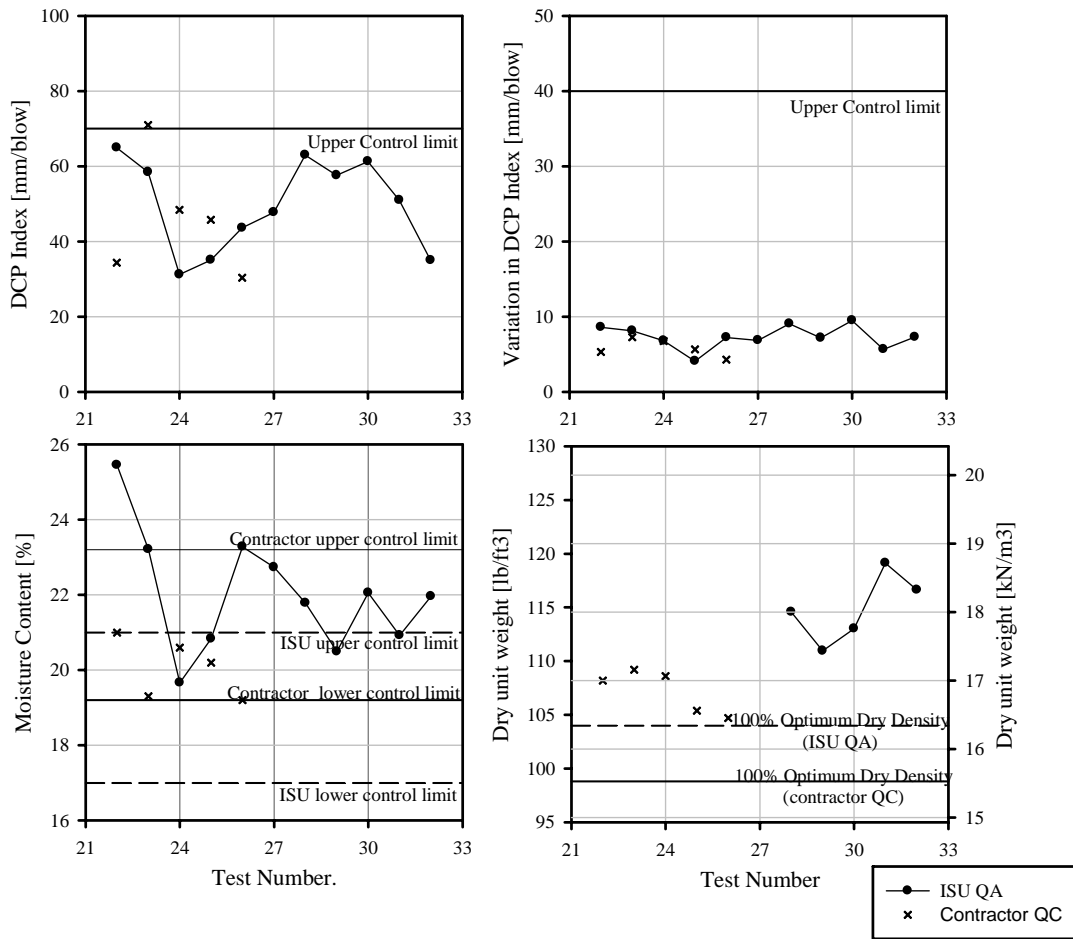 DCP Index [mm/blow]
100
80
60
40
20
0
Upper Control limit
21 24 27 30 33
Variation in DCP Index [mm/blow]
50
40
30
20
10
0
Upper Control limit
21 24 27 30 33
Moisture Content [%]
26
24
22
20
18
16
Contractor upper control limit
ISU upper control limit
Contractor lower control limit
ISU lower control limit
21 24 27 30 33
Test Number.
Dry unit weight [lb/ft3]
130
125
120
115
110
105
100
95
100% Optimum Dry Density
(ISU QA)
100% Optimum Dry Density
(contractor QC)
20
19
18
17
16
15
Dry unit weight [kN/m3]
21 24 27 30 33
Test Number
ISU QA
Contractor QC